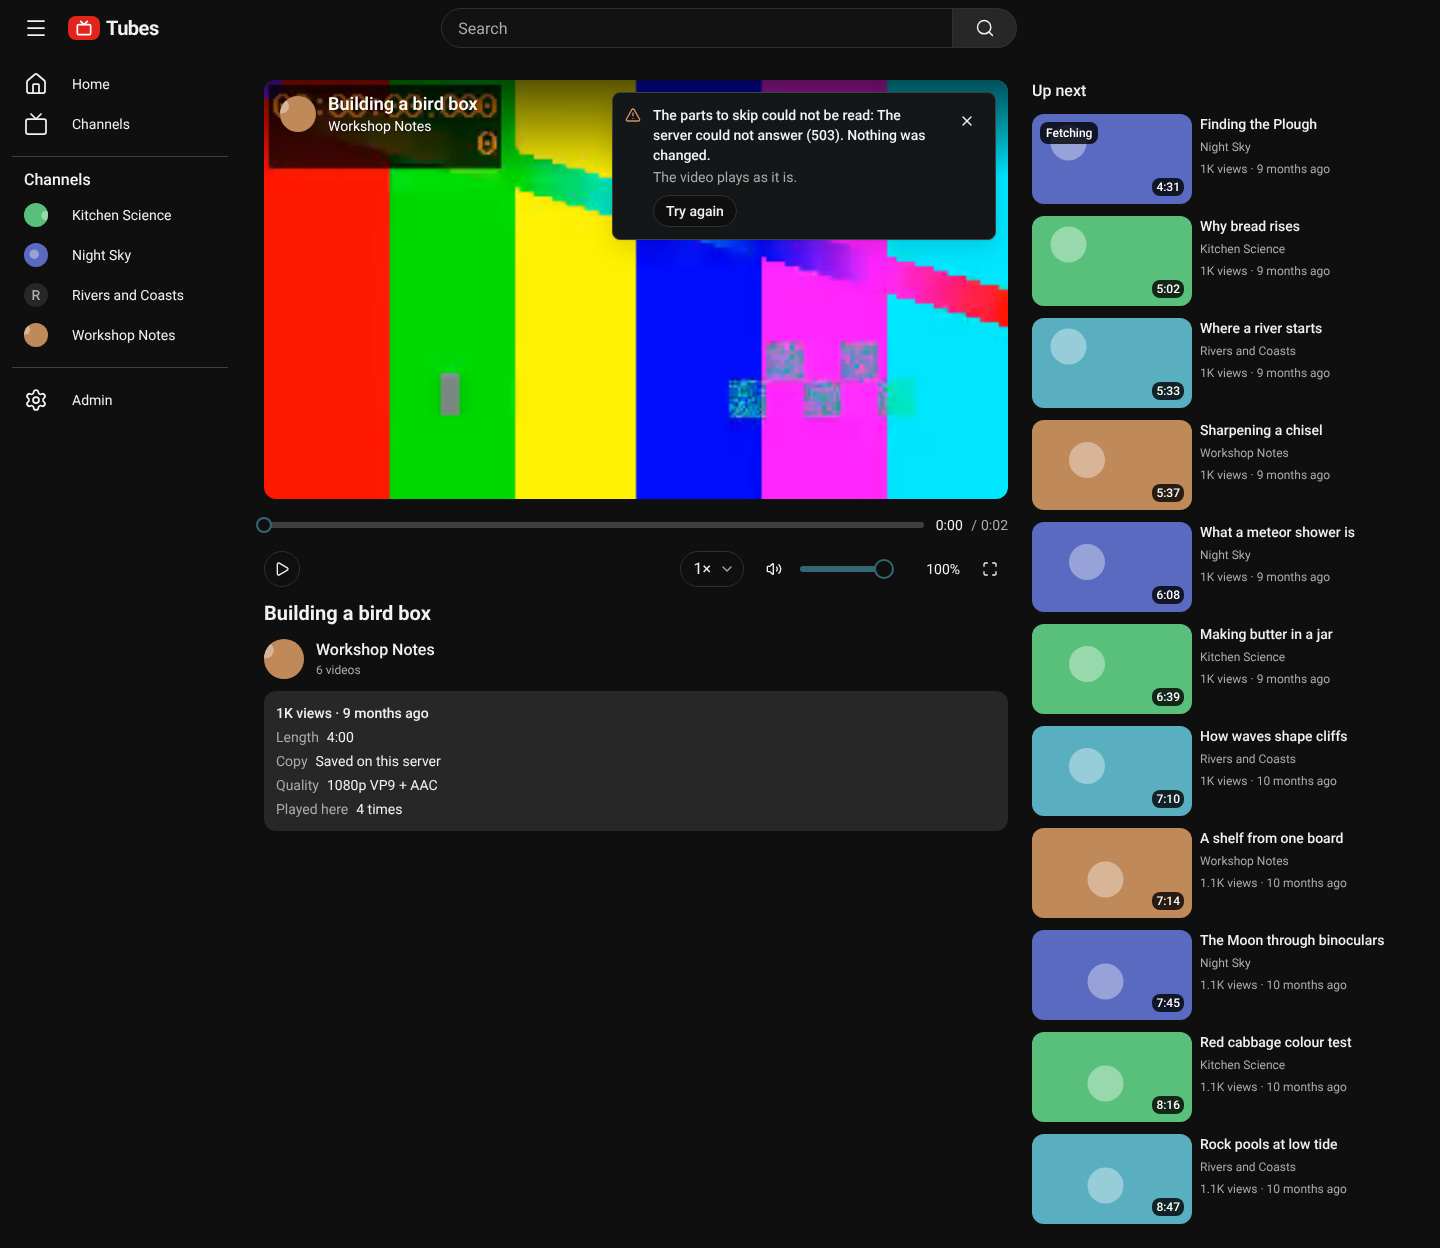 Tubes
Search
Home
Channels
Channels
Kitchen Science
Night Sky
R
Rivers and Coasts
Workshop Notes
Admin
Building a bird box
Workshop Notes
0
The parts to skip could not be read: The
server could not answer (503). Nothing was
changed.
The video plays as it is.
Try again
0:00 / 0:02
1×
100%
Building a bird box
Workshop Notes
6 videos
1K views · 9 months ago
Length 4:00
Copy Saved on this server
Quality 1080p VP9 + AAC
Played here 4 times
Up next
Fetching
4:31
Finding the Plough
Night Sky
1K views · 9 months ago
5:02
Why bread rises
Kitchen Science
1K views · 9 months ago
5:33
Where a river starts
Rivers and Coasts
1K views · 9 months ago
5:37
Sharpening a chisel
Workshop Notes
1K views · 9 months ago
6:08
What a meteor shower is
Night Sky
1K views · 9 months ago
6:39
Making butter in a jar
Kitchen Science
1K views · 9 months ago
7:10
How waves shape cliffs
Rivers and Coasts
1K views · 10 months ago
7:14
A shelf from one board
Workshop Notes
1.1K views · 10 months ago
7:45
The Moon through binoculars
Night Sky
1.1K views · 10 months ago
8:16
Red cabbage colour test
Kitchen Science
1.1K views · 10 months ago
8:47
Rock pools at low tide
Rivers and Coasts
1.1K views · 10 months ago